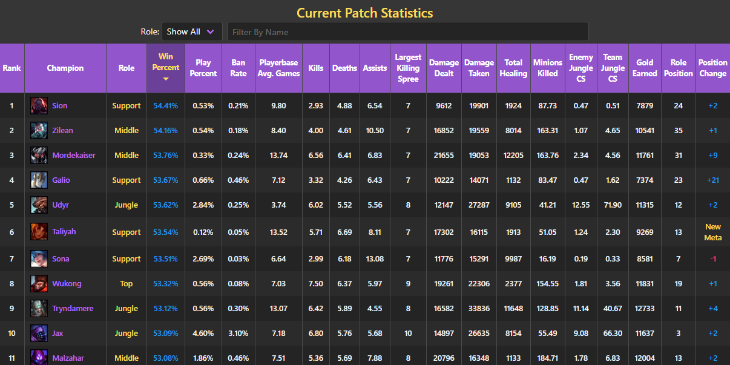 Current Patch Statistics
Role: Show All Filter By Name
Rank Champion Role Win Percent Play Percent Ban Rate Playerbase Avg. Games Kills Deaths Assists Largest Killing Spree Damage Dealt Damage Taken Total Healing Minions Killed Enemy Jungle CS Team Jungle CS Gold Earned Role Position Position Change
1 Sion Support 54.41% 0.53% 0.21% 9.80 2.93 4.88 6.54 7 9612 19901 1924 87.73 0.47 0.51 7879 24 +2
2 Zilean Middle 54.16% 0.54% 0.18% 8.40 4.00 4.61 10.50 7 16852 19559 8014 163.31 1.07 4.65 10541 35 +1
3 Mordekaiser Middle 53.76% 0.33% 0.24% 13.74 6.56 6.41 6.83 7 21655 19053 12205 163.76 2.34 4.56 11761 31 +9
4 Galio Support 53.67% 0.66% 0.46% 7.12 3.32 4.26 6.43 7 10222 14071 1132 83.47 0.47 1.62 7374 23 +21
5 Udyr Jungle 53.62% 2.84% 0.25% 3.74 6.02 5.52 5.56 8 12147 27287 9105 41.21 12.55 71.90 11315 12 +2
6 Taliyah Support 53.54% 0.12% 0.05% 13.52 5.71 6.69 8.11 7 17302 16115 1913 51.05 1.24 2.30 9269 13 New Meta
7 Sona Support 53.51% 2.69% 0.03% 6.64 2.99 6.18 13.08 7 11776 15291 9987 16.19 0.19 0.33 8581 7 -1
8 Wukong Top 53.32% 0.56% 0.08% 7.03 7.50 6.37 5.97 9 19261 22306 2377 154.55 1.81 3.56 11831 19 +1
9 Tryndamere Jungle 53.12% 0.56% 0.30% 13.07 6.42 5.89 4.55 8 16582 33836 11648 128.85 11.14 40.67 12733 11 +4
10 Jax Jungle 53.09% 4.60% 3.10% 7.18 6.80 5.76 5.68 10 14897 26635 8154 55.49 9.08 66.30 11637 3 +2
11 Malzahar Middle 53.08% 1.86% 0.46% 7.51 5.36 5.69 7.88 8 20796 16348 1133 184.71 1.78 6.83 12004 13 +2